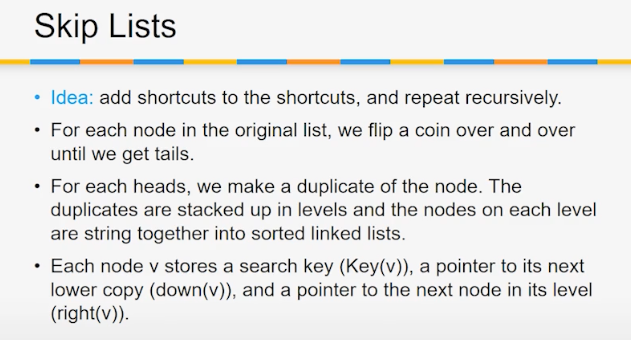 Skip Lists
• Idea: add shortcuts to the shortcuts, and repeat recursively.
• For each node in the original list, we flip a coin over and over
until we get tails.
• For each heads, we make a duplicate of the node. The
duplicates are stacked up in levels and the nodes on each level
are string together into sorted linked lists.
• Each node v stores a search key (Key(v)), a pointer to its next
lower copy (down(v)), and a pointer to the next node in its level
(right(v)).